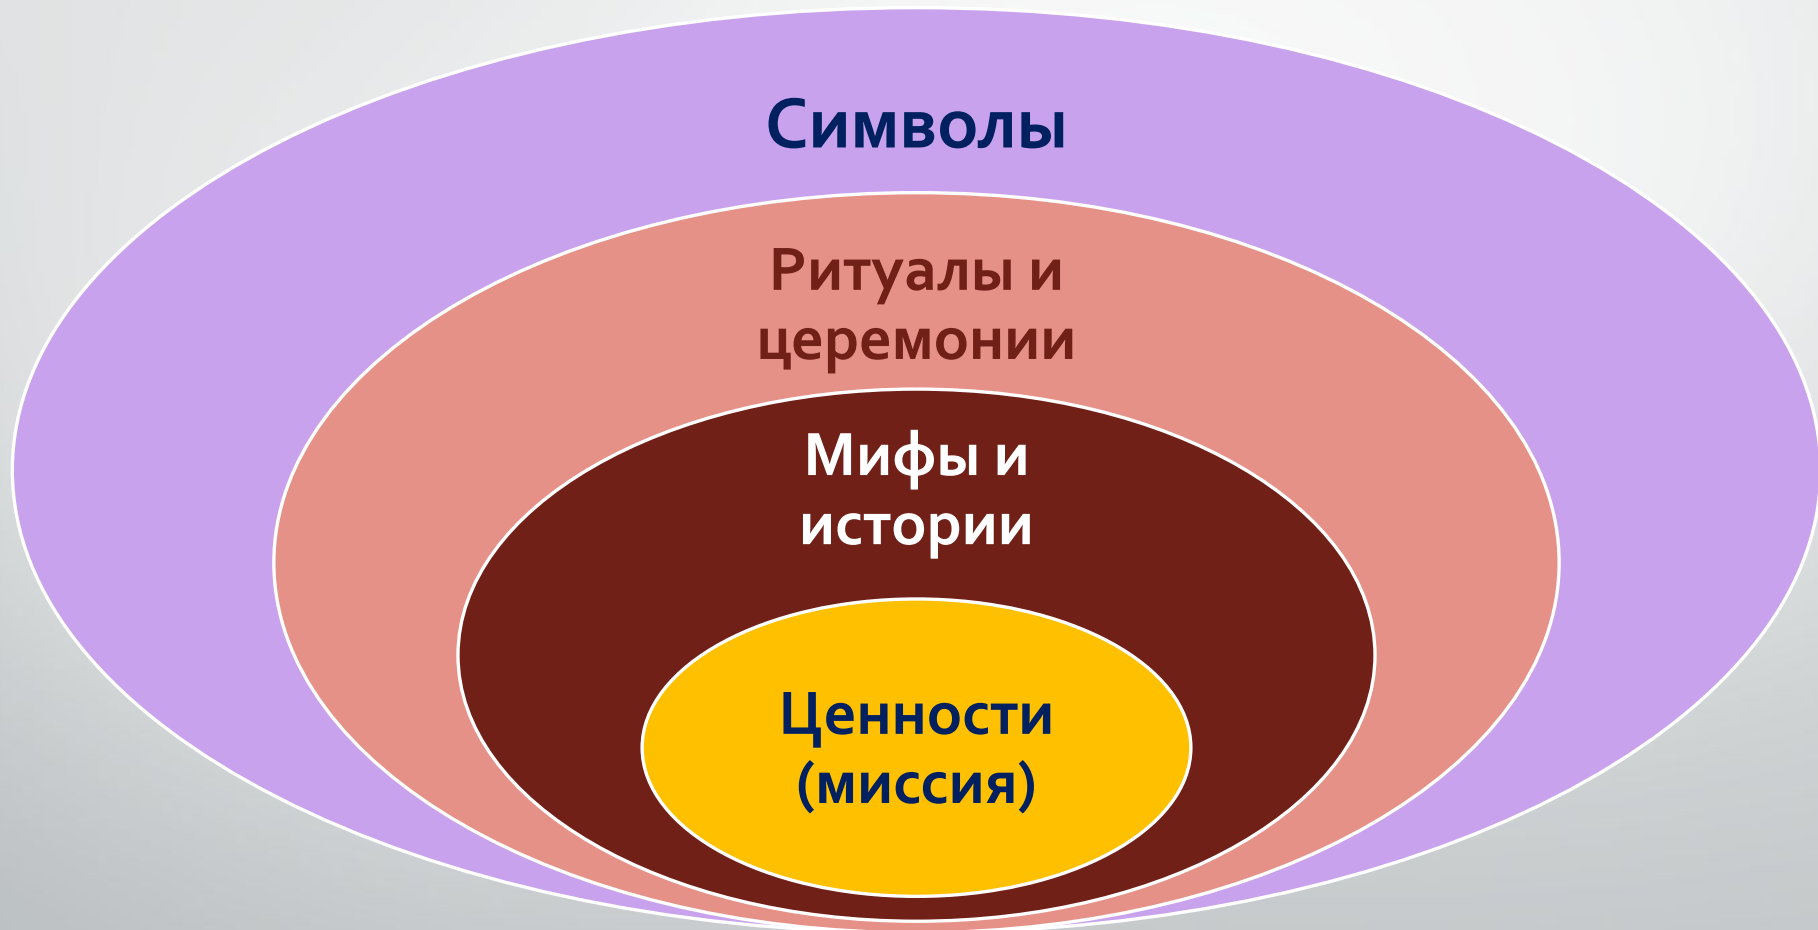 Символы
Ритуалы и
церемонии
Мифы и
истории
Ценности
(миссия)